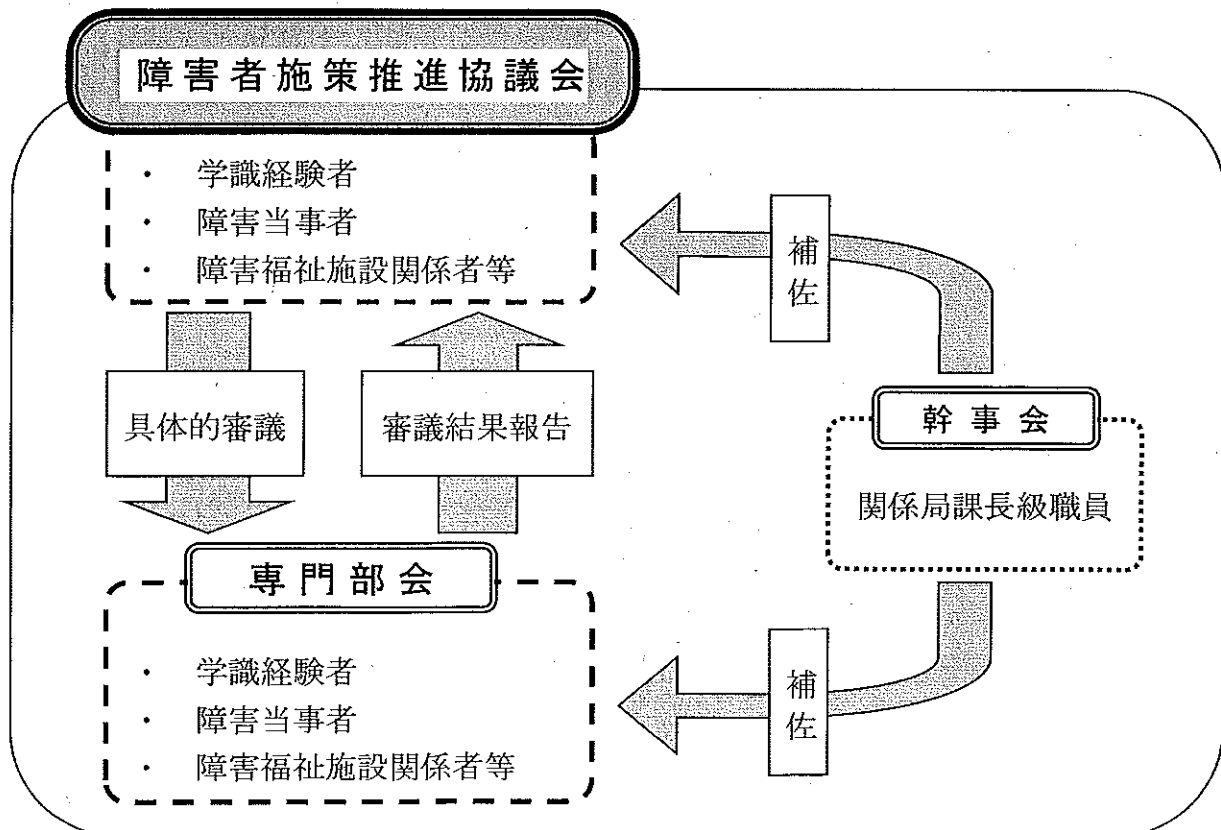 障害者施策推進協議会
・ 学識経験者
・ 障害当事者
・ 障害福祉施設関係者等
補佐
具体的審議
審議結果報告
幹事会
関係局課長級職員
専門部会
・ 学識経験者
・ 障害当事者
・ 障害福祉施設関係者等
補佐